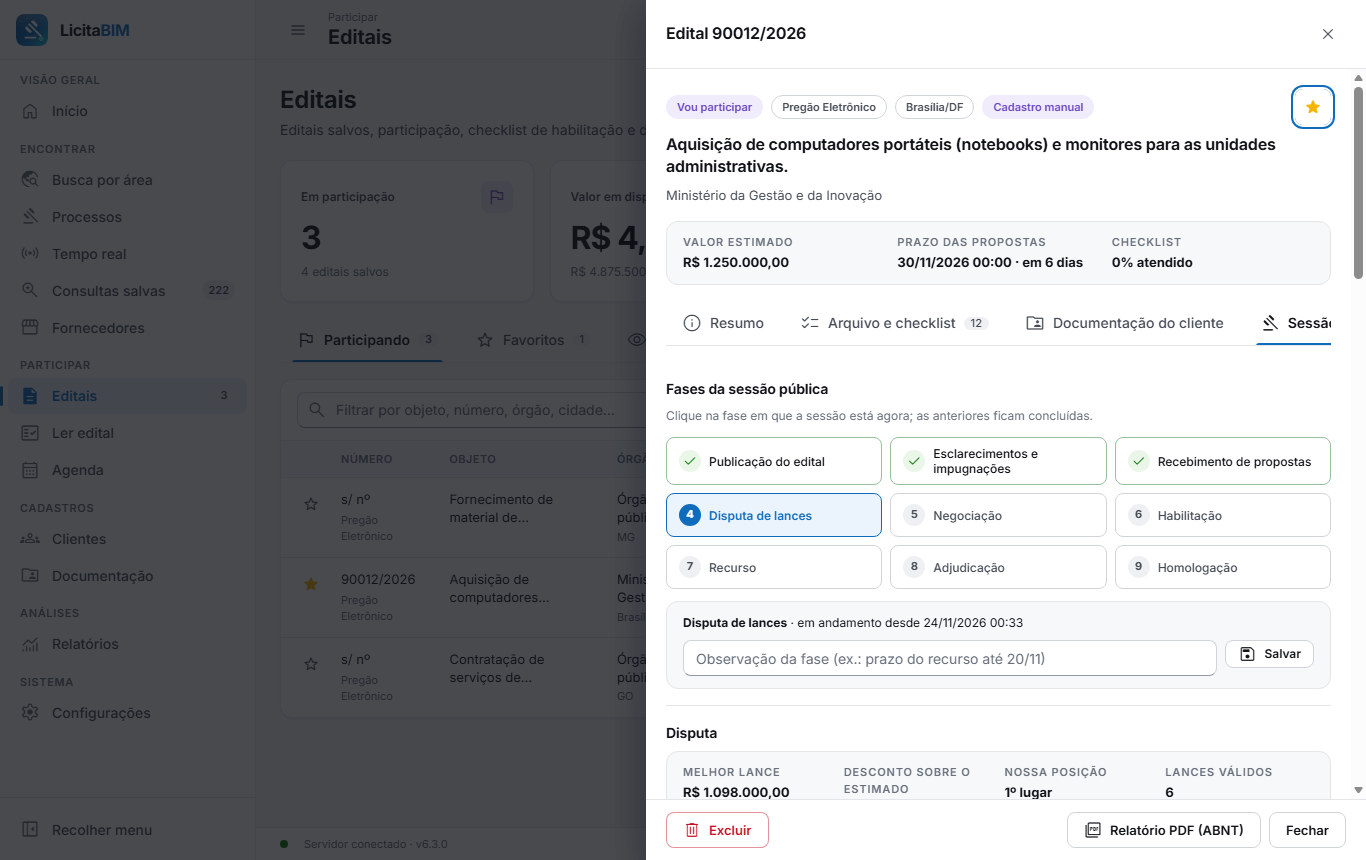 LicitaBIM
VISÃO GERAL
Início
ENCONTRAR
Busca por área
Processos
Tempo real
Consultas salvas 222
Fornecedores
PARTICIPAR
Editais 3
Ler edital
Agenda
CADASTROS
Clientes
Documentação
ANÁLISES
Relatórios
SISTEMA
Configurações
Recolher menu
Participar
Editais
Editais
Editais salvos, participação, checklist de habilitação e
Em participação
3
4 editais salvos
Valor em
R$ 4,
R$ 4.875.500
Participando 3
Favoritos 1
Filtrar por objeto, número, órgão, cidade...
NÚMERO OBJETO
s/ nº
Pregão
Eletrônico
Fornecimento de
material de...
MG
90012/2026
Pregão
Eletrônico
Aquisição de
computadores...
s/ nº
Pregão
Eletrônico
Contratação de
serviços de...
GO
Servidor conectado · v6.3.0
Edital 90012/2026
Vou participar
Pregão Eletrônico
Brasília/DF
Cadastro manual
Aquisição de computadores portáteis (notebooks) e monitores para as unidades
administrativas.
Ministério da Gestão e da Inovação
VALOR ESTIMADO
R$ 1.250.000,00
PRAZO DAS PROPOSTAS
30/11/2026 00:00 · em 6 dias
CHECKLIST
0% atendido
Resumo
Arquivo e checklist 12
Documentação do cliente
Sessão
Fases da sessão pública
Clique na fase em que a sessão está agora; as anteriores ficam concluídas.
Publicação do edital
Esclarecimentos e
impugnações
Recebimento de propostas
4 Disputa de lances
5 Negociação
6 Habilitação
7 Recurso
8 Adjudicação
9 Homologação
Disputa de lances · em andamento desde 24/11/2026 00:33
Observação da fase (ex.: prazo do recurso até 20/11)
Salvar
Disputa
MELHOR LANCE
R$ 1.098.000,00
DESCONTO SOBRE O
ESTIMADO
NOSSA POSIÇÃO
1º lugar
LANCES VÁLIDOS
6
Excluir
Relatório PDF (ABNT)
Fechar